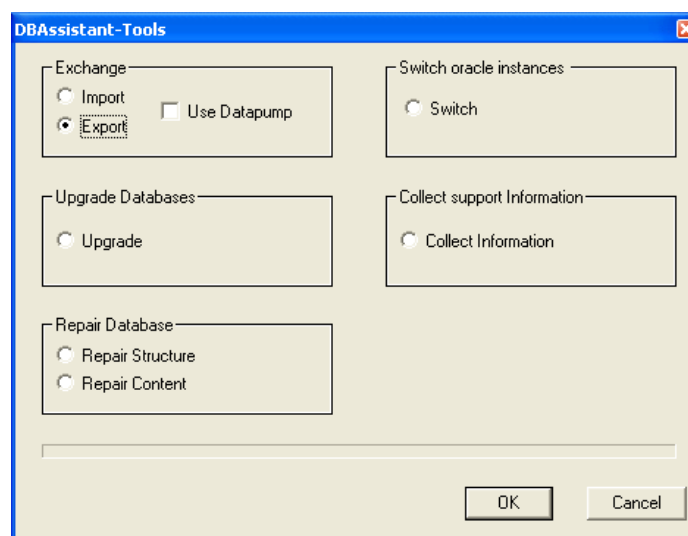 DBAssistant-Tools
Exchange
Import
Use Datapump
Export
Switch oracle instances
Switch
Upgrade Databases
Upgrade
Collect support Information
Collect Information
Repair Database
Repair Structure
Repair Content
OK
Cancel